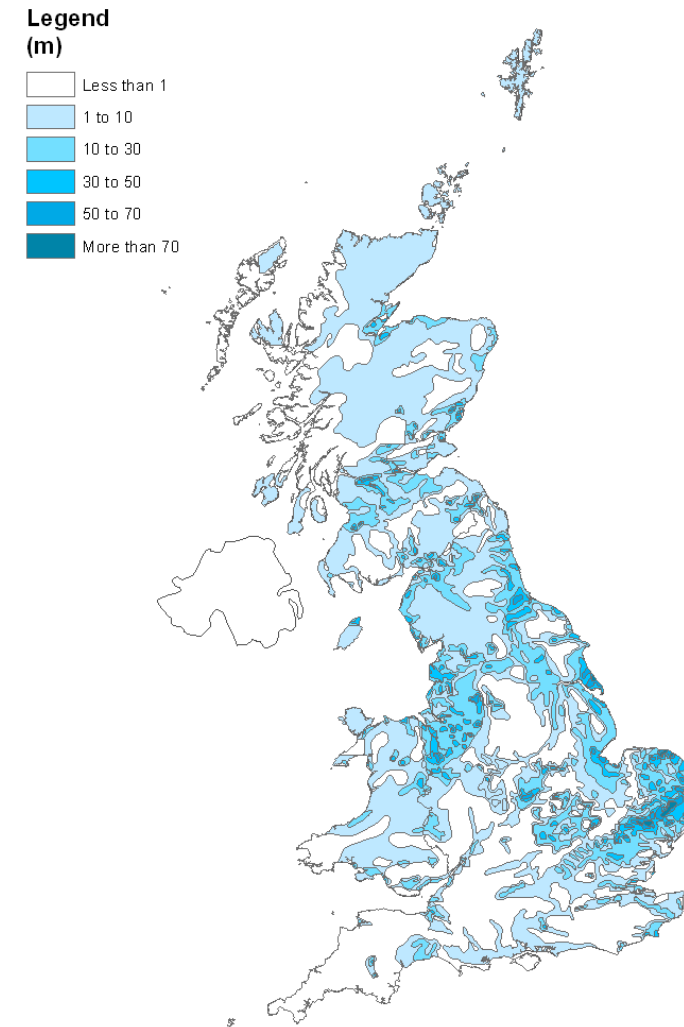 Legend
(m)
Less than 1
1 to 10
10 to 30
30 to 50
50 to 70
More than 70